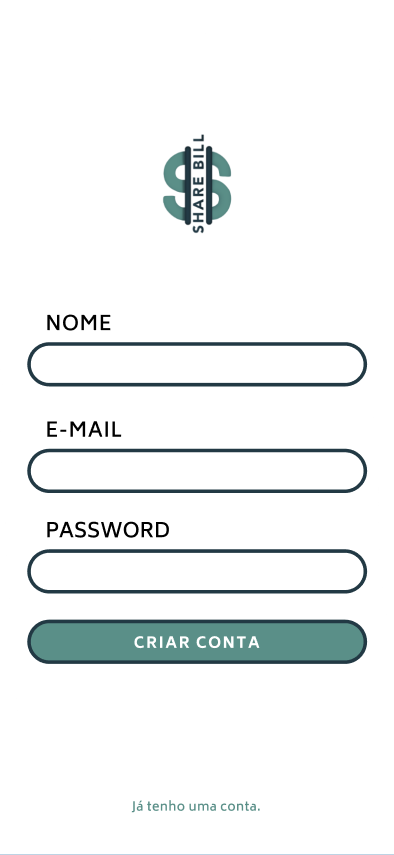 SHARE BILL
NOME
E-MAIL
PASSWORD
CRIAR CONTA
Já tenho uma conta.